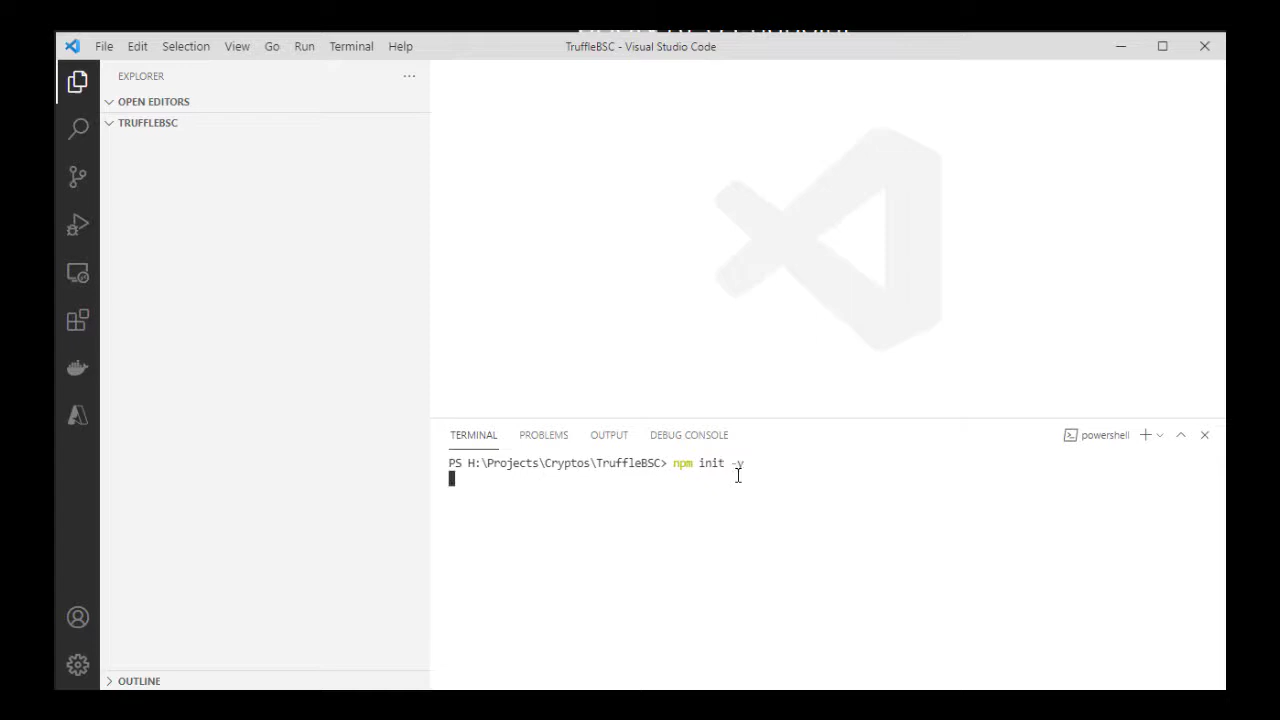 File Edit Selection View Go Run Terminal Help
TruffleBSC - Visual Studio Code
EXPLORER
OPEN EDITORS
TRUFFLEBSC
TERMINAL PROBLEMS OUTPUT DEBUG CONSOLE
powershell
PS H:\Projects\Cryptos\TruffleBSC> npm init -y
OUTLINE